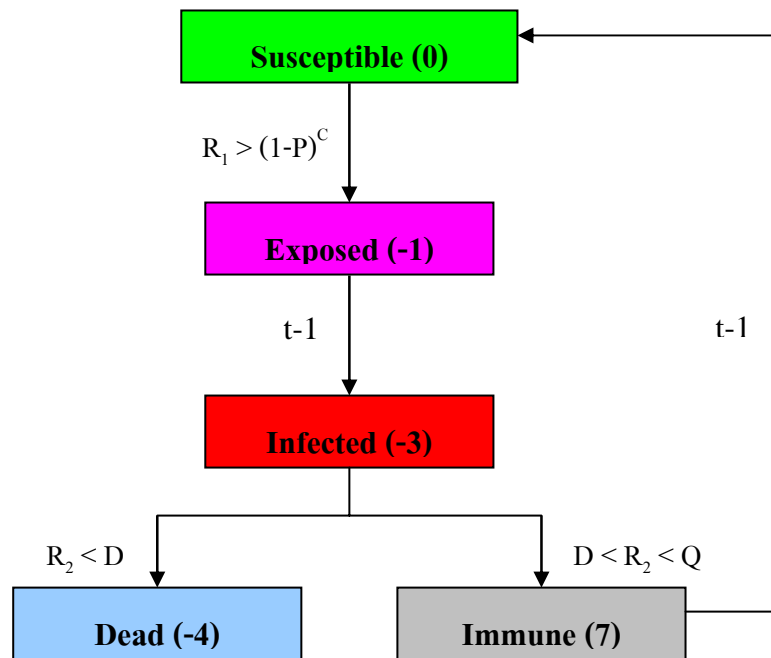 Susceptible (0)
R₁ > (1-P)ᶜ
Exposed (-1)
t-1
t-1
Infected (-3)
R₂ < D
D < R₂ < Q
Dead (-4)
Immune (7)